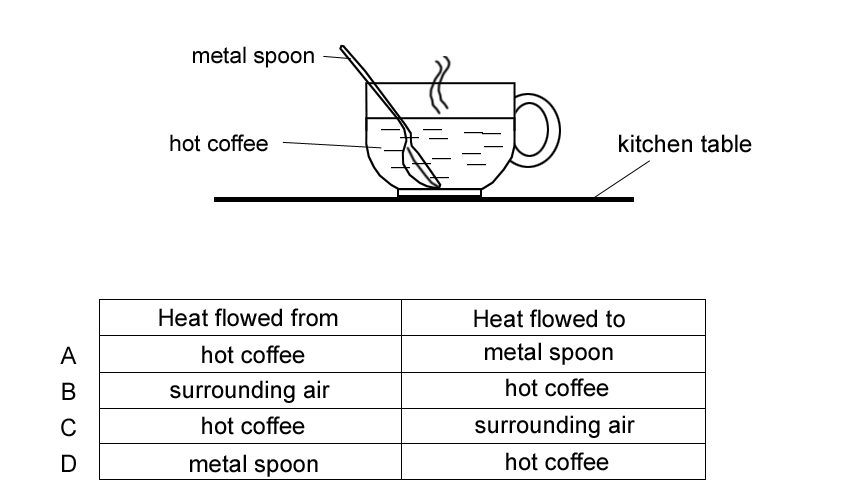 metal spoon
hot coffee
kitchen table
Heat flowed from Heat flowed to
A hot coffee metal spoon
B surrounding air hot coffee
C hot coffee surrounding air
D metal spoon hot coffee